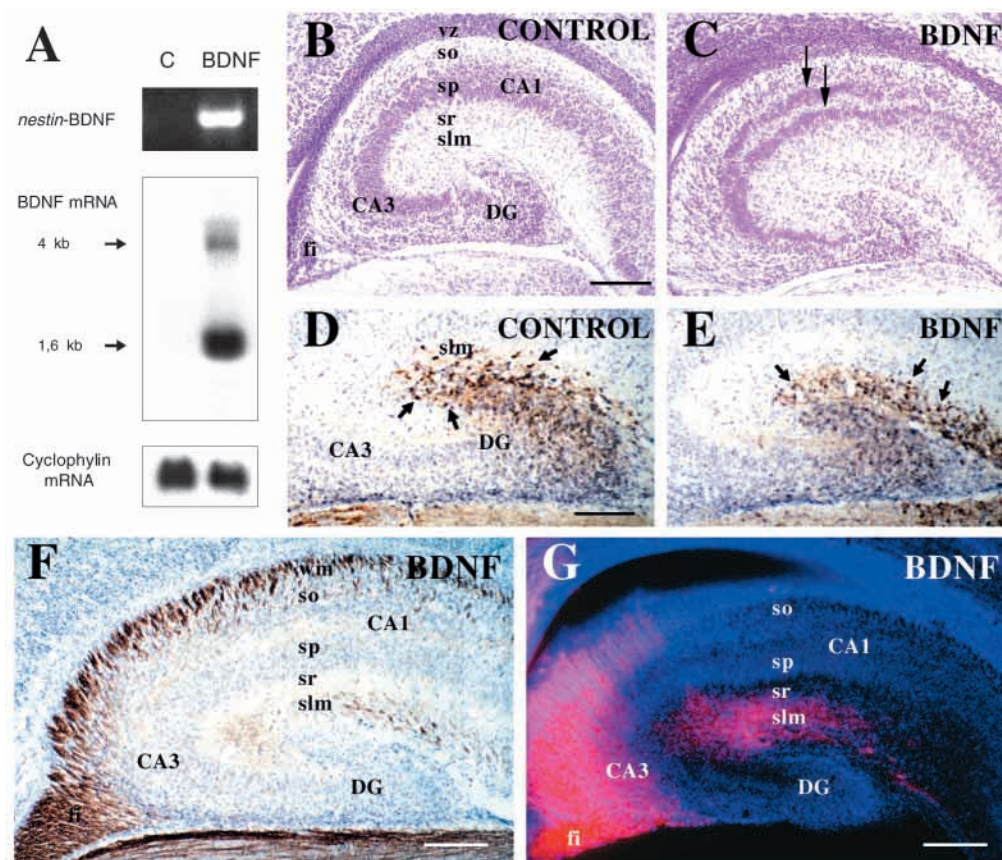 A
C BDNF
nestin-BDNF
BDNF mRNA
4 kb
1,6 kb
Cyclophylin
mRNA
B
CONTROL
vz
so
sp
CA1
sr
slm
CA3
DG
fi
C
BDNF
D
CONTROL
slm
CA3
DG
E
BDNF
F
BDNF
wm
so
CA1
sp
sr
slm
CA3
DG
fi
G
BDNF
so
CA1
sp
sr
slm
CA3
DG
fi